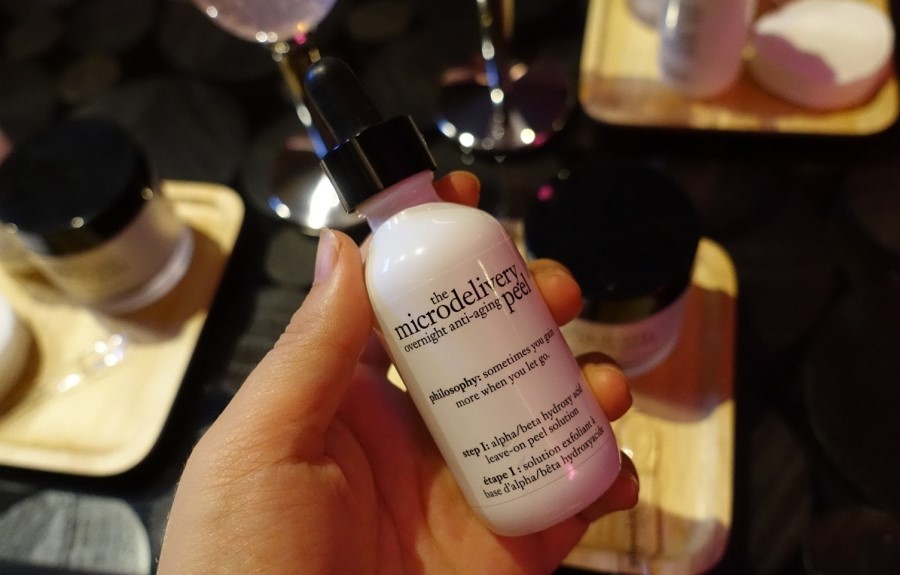 the
microdelivery
overnight anti-aging peel
philosophy: sometimes you gain
more when you let go.
step 1: alpha/beta hydroxy acid
leave-on peel solution
étape 1 : solution exfoliant à
base d'alpha/bêta hydroxyacide